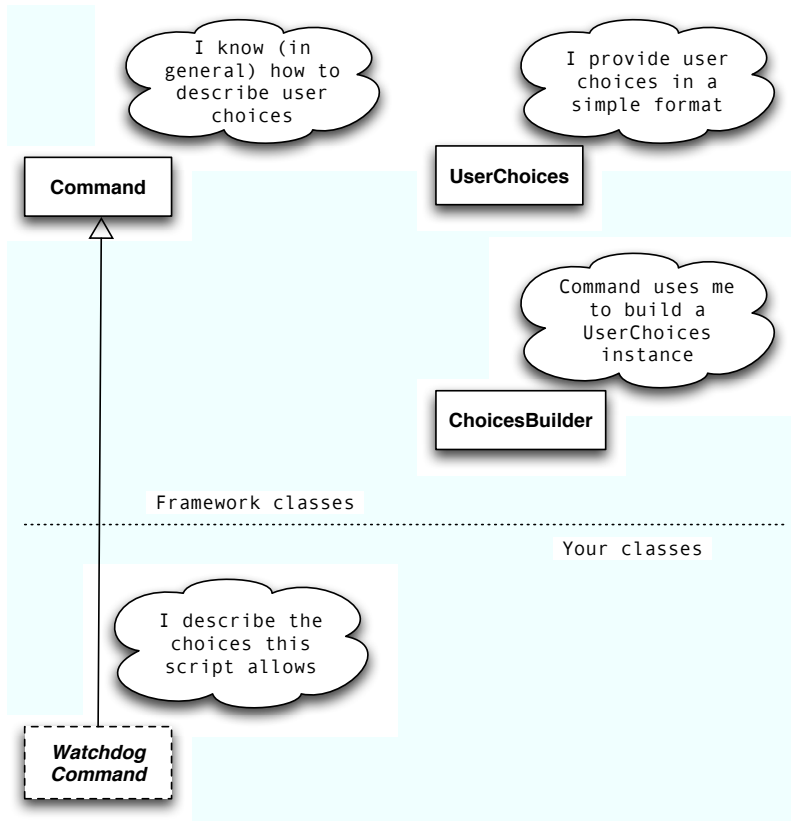 I know (in
general) how to
describe user
choices
I provide user
choices in a
simple format
Command
UserChoices
Command uses me
to build a
UserChoices
instance
ChoicesBuilder
Framework classes
Your classes
I describe the
choices this
script allows
Watchdog
Command